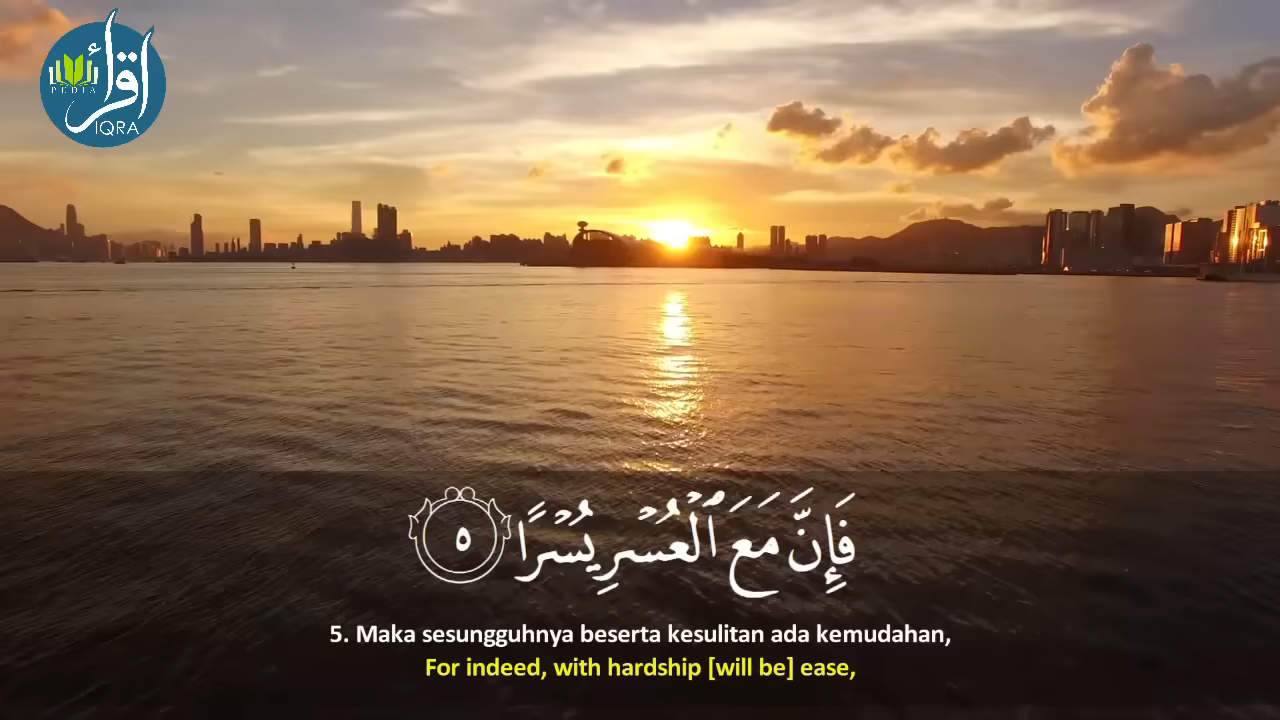 اقرأ
PEDIA
IQRA
فَإِنَّ مَعَ ٱلْعُسْرِ يُسْرًا ٥
5. Maka sesungguhnya beserta kesulitan ada kemudahan,
For indeed, with hardship [will be] ease,